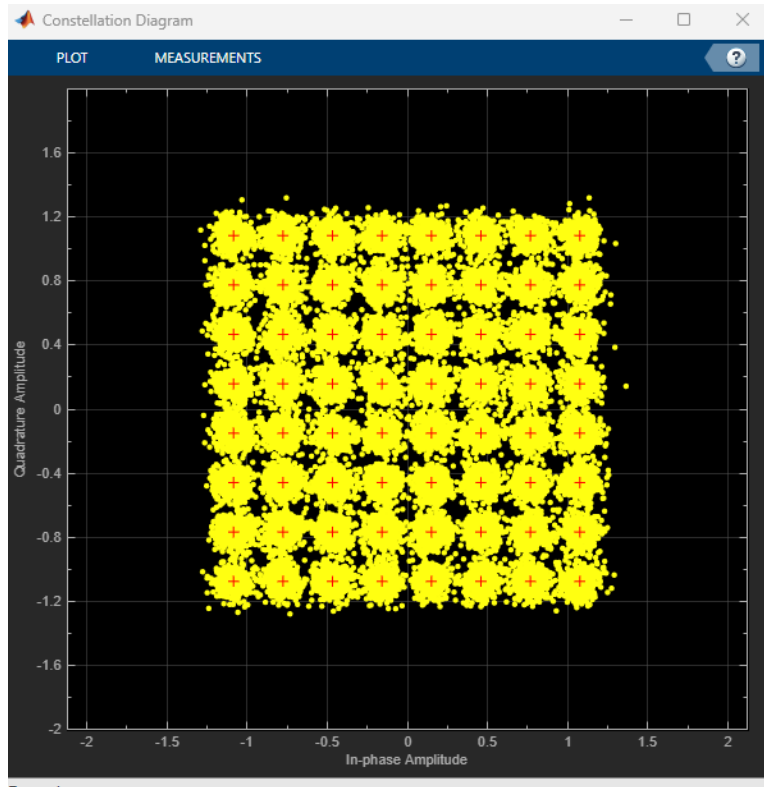 Constellation Diagram
PLOT MEASUREMENTS ?
1.6
1.2
0.8
0.4
0
-0.4
-0.8
-1.2
-1.6
-2
Quadrature Amplitude
-2 -1.5 -1 -0.5 0 0.5 1 1.5 2
In-phase Amplitude